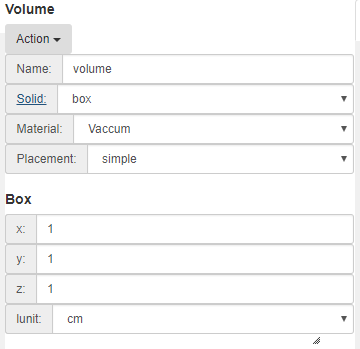 Volume
Action
Name: volume
Solid: box
Material: Vaccum
Placement: simple
Box
x: 1
y: 1
z: 1
lunit: cm